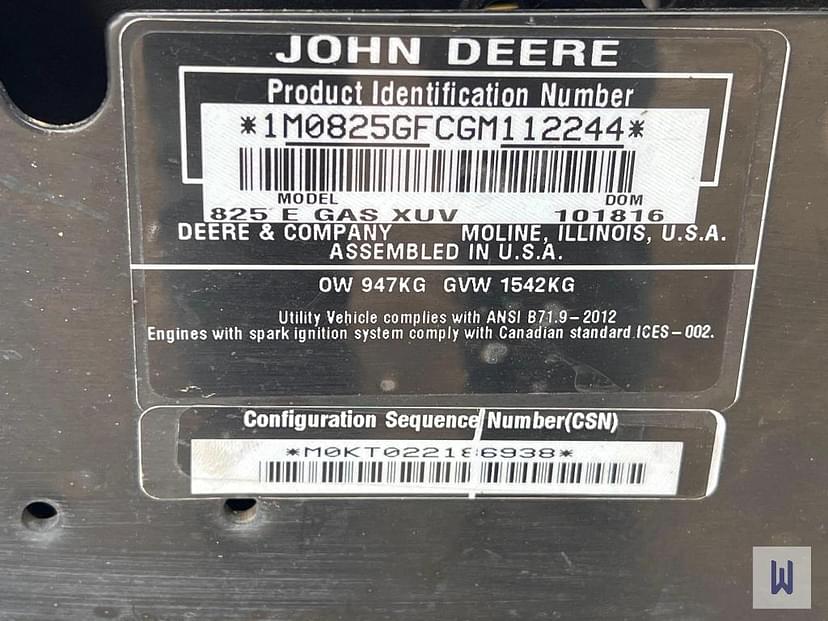 JOHN DEERE
Product Identification Number
*1M0825GFCGM112244*
MODEL DOM
825 E GAS XUV 101816
DEERE & COMPANY MOLINE, ILLINOIS, U.S.A.
ASSEMBLED IN U.S.A.
OW 947KG GVW 1542KG
Utility Vehicle complies with ANSI B71.9-2012
Engines with spark ignition system comply with Canadian standard ICES-002.
Configuration Sequence Number(CSN)
*M0KT022186938*
W